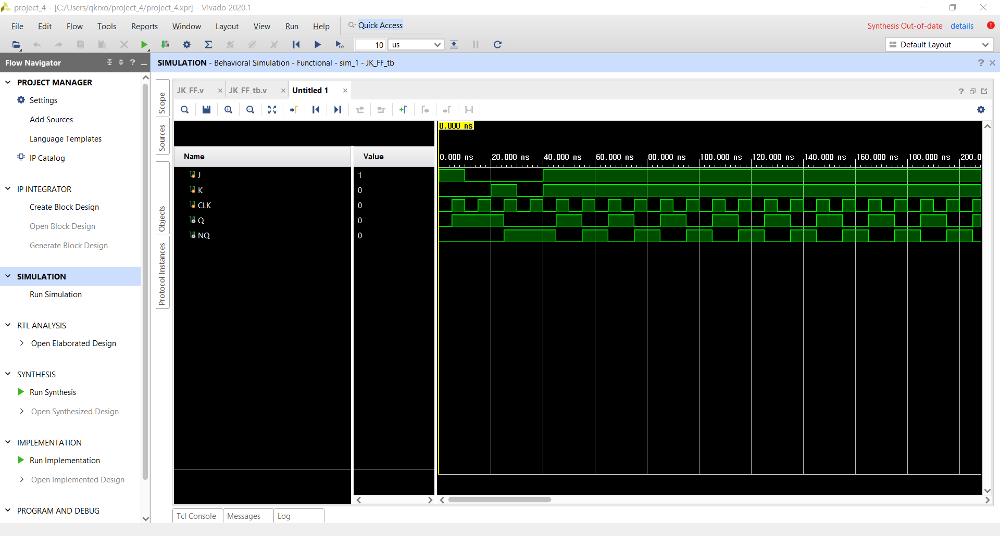 project_4 - [C:/Users/qkrxo/project_4/project_4.xpr] - Vivado 2020.1
File Edit Flow Tools Reports Window Layout View Run Help Quick Access
Synthesis Out-of-date details
10 us
Default Layout
Flow Navigator
SIMULATION - Behavioral Simulation - Functional - sim_1 - JK_FF_tb
PROJECT MANAGER
Settings
Add Sources
Language Templates
IP Catalog
IP INTEGRATOR
Create Block Design
Open Block Design
Generate Block Design
SIMULATION
Run Simulation
RTL ANALYSIS
Open Elaborated Design
SYNTHESIS
Run Synthesis
Open Synthesized Design
IMPLEMENTATION
Run Implementation
Open Implemented Design
PROGRAM AND DEBUG
Scope
Sources
Objects
Protocol Instances
JK_FF.v JK_FF_tb.v Untitled 1
0.000 ns
Name Value
0.000 ns 20.000 ns 40.000 ns 60.000 ns 80.000 ns 100.000 ns 120.000 ns 140.000 ns 160.000 ns 180.000 ns 200.0
J 1
K 0
CLK 0
Q 0
NQ 0
Tcl Console Messages Log